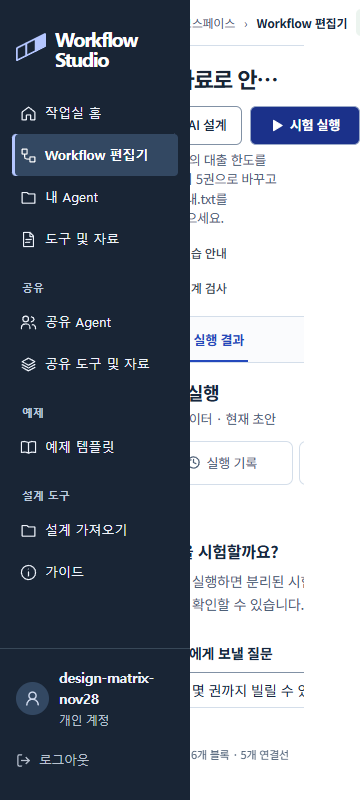 Workflow
Studio
작업실 홈
Workflow 편집기
내 Agent
도구 및 자료
공유
공유 Agent
공유 도구 및 자료
예제
예제 템플릿
설계 도구
설계 가져오기
가이드
design-matrix-
nov28
개인 계정
로그아웃
스페이스 › Workflow 편집기
료로 안…
AI 설계
시험 실행
의 대출 한도를
5권으로 바꾸고
내.txt를
으세요.
습 안내
계 검사
실행 결과
실행
이터 · 현재 초안
실행 기록
을 시험할까요?
실행하면 분리된 시험
확인할 수 있습니다.
에게 보낼 질문
몇 권까지 빌릴 수 있
6개 블록 · 5개 연결선